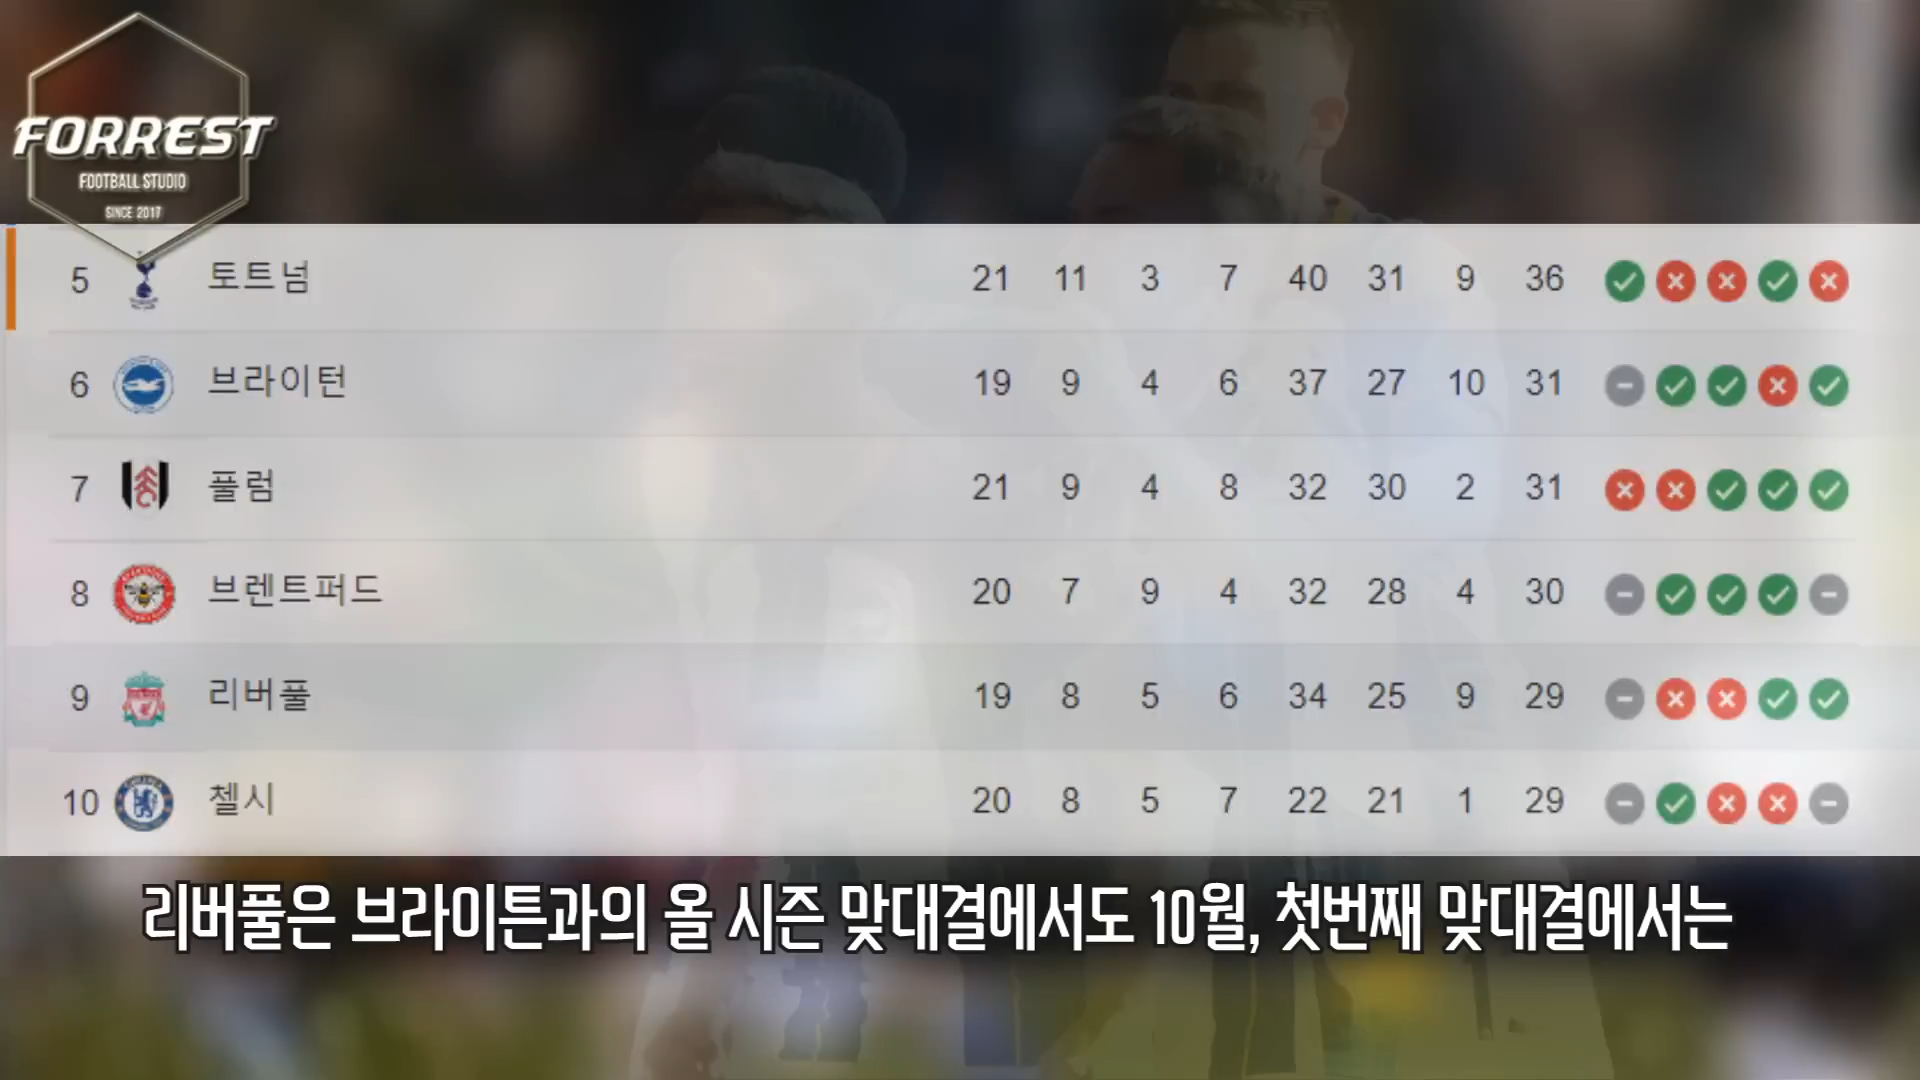 FORREST
FOOTBALL STUDIO
SINCE 2017
5 토트넘 21 11 3 7 40 31 9 36
6 브라이턴 19 9 4 6 37 27 10 31
7 풀럼 21 9 4 8 32 30 2 31
8 브렌트퍼드 20 7 9 4 32 28 4 30
9 리버풀 19 8 5 6 34 25 9 29
10 첼시 20 8 5 7 22 21 1 29
리버풀은 브라이튼과의 올 시즌 맞대결에서도 10월, 첫번째 맞대결에서는